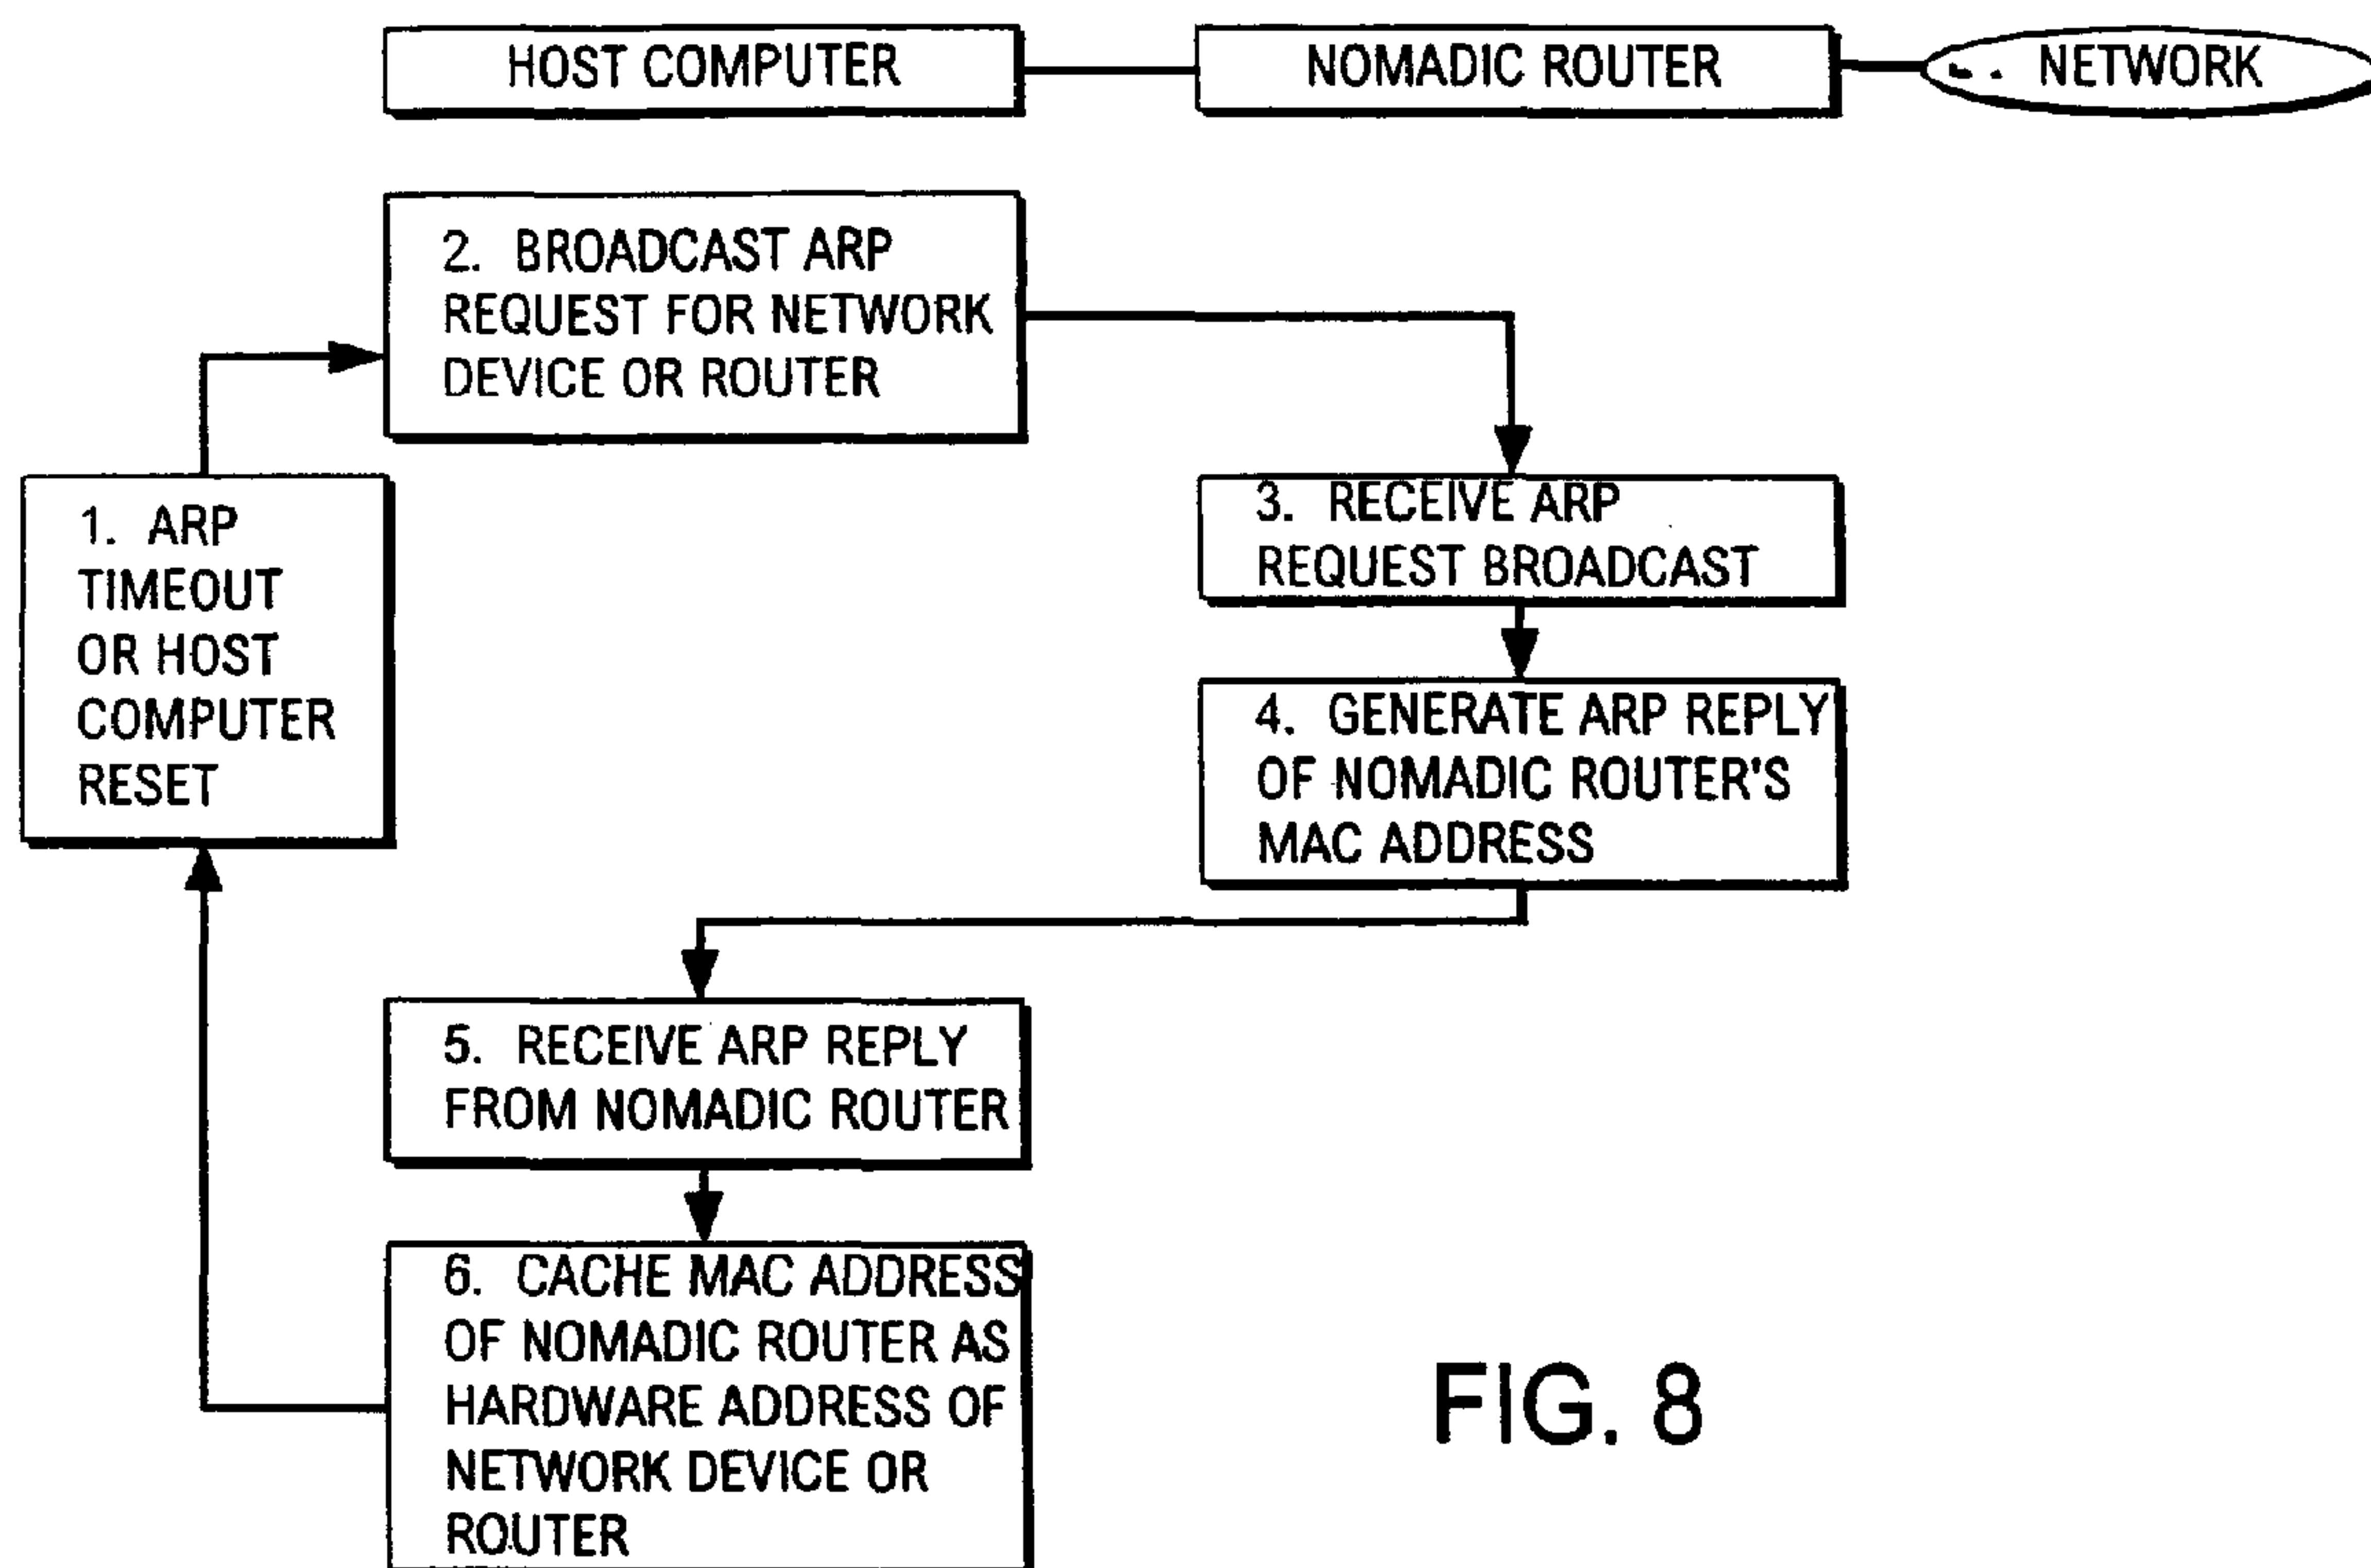 HOST COMPUTER
NOMADIC ROUTER
NETWORK
2. BROADCAST ARP
REQUEST FOR NETWORK
DEVICE OR ROUTER
1. ARP
TIMEOUT
OR HOST
COMPUTER
RESET
3. RECEIVE ARP
REQUEST BROADCAST
4. GENERATE ARP REPLY
OF NOMADIC ROUTER'S
MAC ADDRESS
5. RECEIVE ARP REPLY
FROM NOMADIC ROUTER
6. CACHE MAC ADDRESS
OF NOMADIC ROUTER AS
HARDWARE ADDRESS OF
NETWORK DEVICE OR
ROUTER
FIG. 8